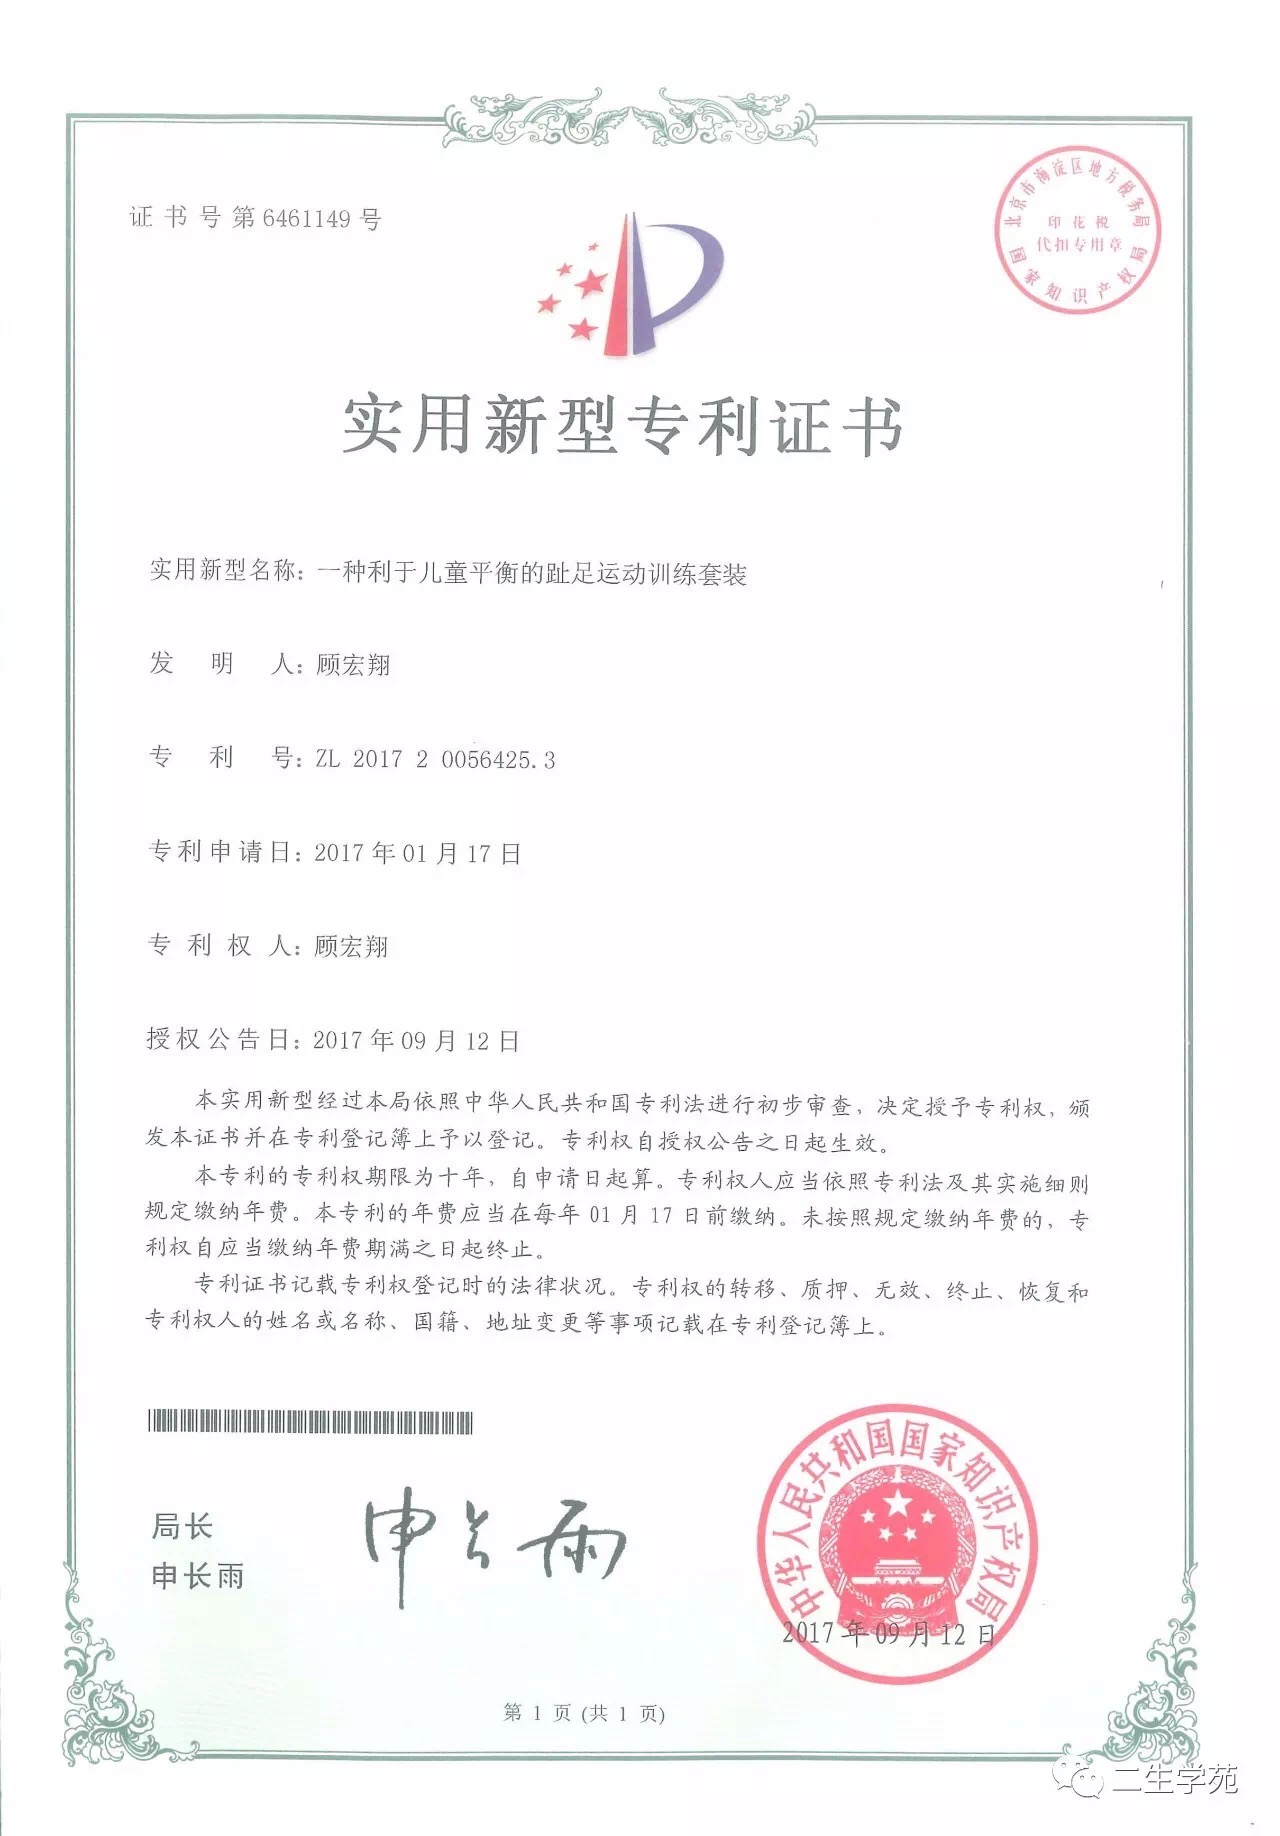 证书号第6461149号
北京市海淀区地方税务局
印花税
代扣专用章
国家知识产权局
实用新型专利证书
实用新型名称：一种利于儿童平衡的趾足运动训练套装
发明人：顾宏翔
专利号：ZL 2017 2 0056425.3
专利申请日：2017年01月17日
专利权人：顾宏翔
授权公告日：2017年09月12日
本实用新型经过本局依照中华人民共和国专利法进行初步审查，决定授予专利权，颁
发本证书并在专利登记簿上予以登记。专利权自授权公告之日起生效。
本专利的专利权期限为十年，自申请日起算。专利权人应当依照专利法及其实施细则
规定缴纳年费。本专利的年费应当在每年01月17日前缴纳。未按照规定缴纳年费的，专
利权自应当缴纳年费期满之日起终止。
专利证书记载专利权登记时的法律状况。专利权的转移、质押、无效、终止、恢复和
专利权人的姓名或名称、国籍、地址变更等事项记载在专利登记簿上。
局长
申长雨
申长雨
中华人民共和国国家知识产权局
2017年09月12日
第1页(共1页)
二生学苑